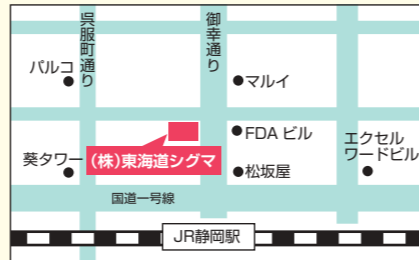 呉服町通り
御幸通り
パルコ
マルイ
FDA ビル
エクセル
ワードビル
葵タワー
(株)東海道シグマ
松坂屋
国道一号線
JR静岡駅